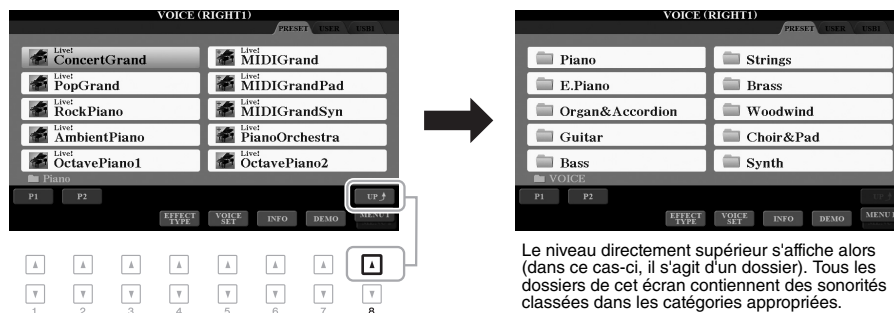 VOICE (RIGHT1)
PRESET USER USB1
Live! ConcertGrand
Live! MIDIGrand
Live! PopGrand
Live! MIDIGrandPad
Live! RockPiano
Live! MIDIGrandSyn
Live! AmbientPiano
Live! PianoOrchestra
Live! OctavePiano1
Live! OctavePiano2
Piano
P1 P2 UP
EFFECT TYPE VOICE SET INFO DEMO MENU 1
1 2 3 4 5 6 7 8
VOICE (RIGHT1)
PRESET USER USB1
Piano
Strings
E.Piano
Brass
Organ&Accordion
Woodwind
Guitar
Choir&Pad
Bass
Synth
VOICE
P1 P2 UP
EFFECT TYPE VOICE SET INFO DEMO MENU 1
Le niveau directement supérieur s'affiche alors
(dans ce cas-ci, il s'agit d'un dossier). Tous les
dossiers de cet écran contiennent des sonorités
classées dans les catégories appropriées.